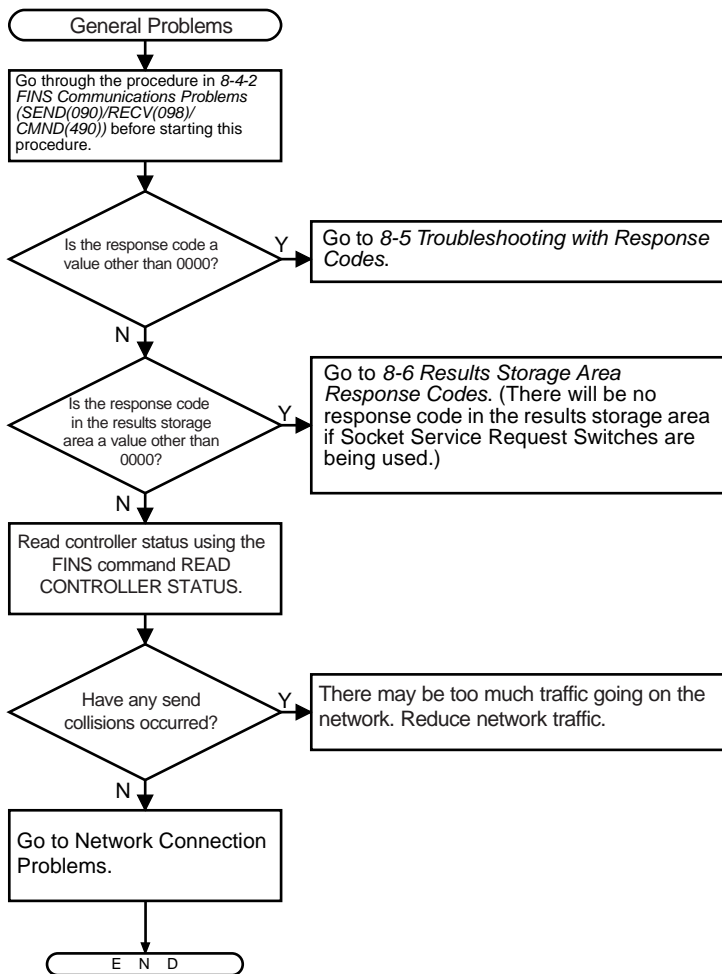 General Problems
Go through the procedure in 8-4-2
FINS Communications Problems
(SEND(090)/RECV(098)/
CMND(490)) before starting this
procedure.
Is the response code a
value other than 0000?
Y
Go to 8-5 Troubleshooting with Response
Codes.
N
Is the response code
in the results storage
area a value other than
0000?
Y
Go to 8-6 Results Storage Area
Response Codes. (There will be no
response code in the results storage area
if Socket Service Request Switches are
being used.)
N
Read controller status using the
FINS command READ
CONTROLLER STATUS.
Have any send
collisions occurred?
Y
There may be too much traffic going on the
network. Reduce network traffic.
N
Go to Network Connection
Problems.
E N D